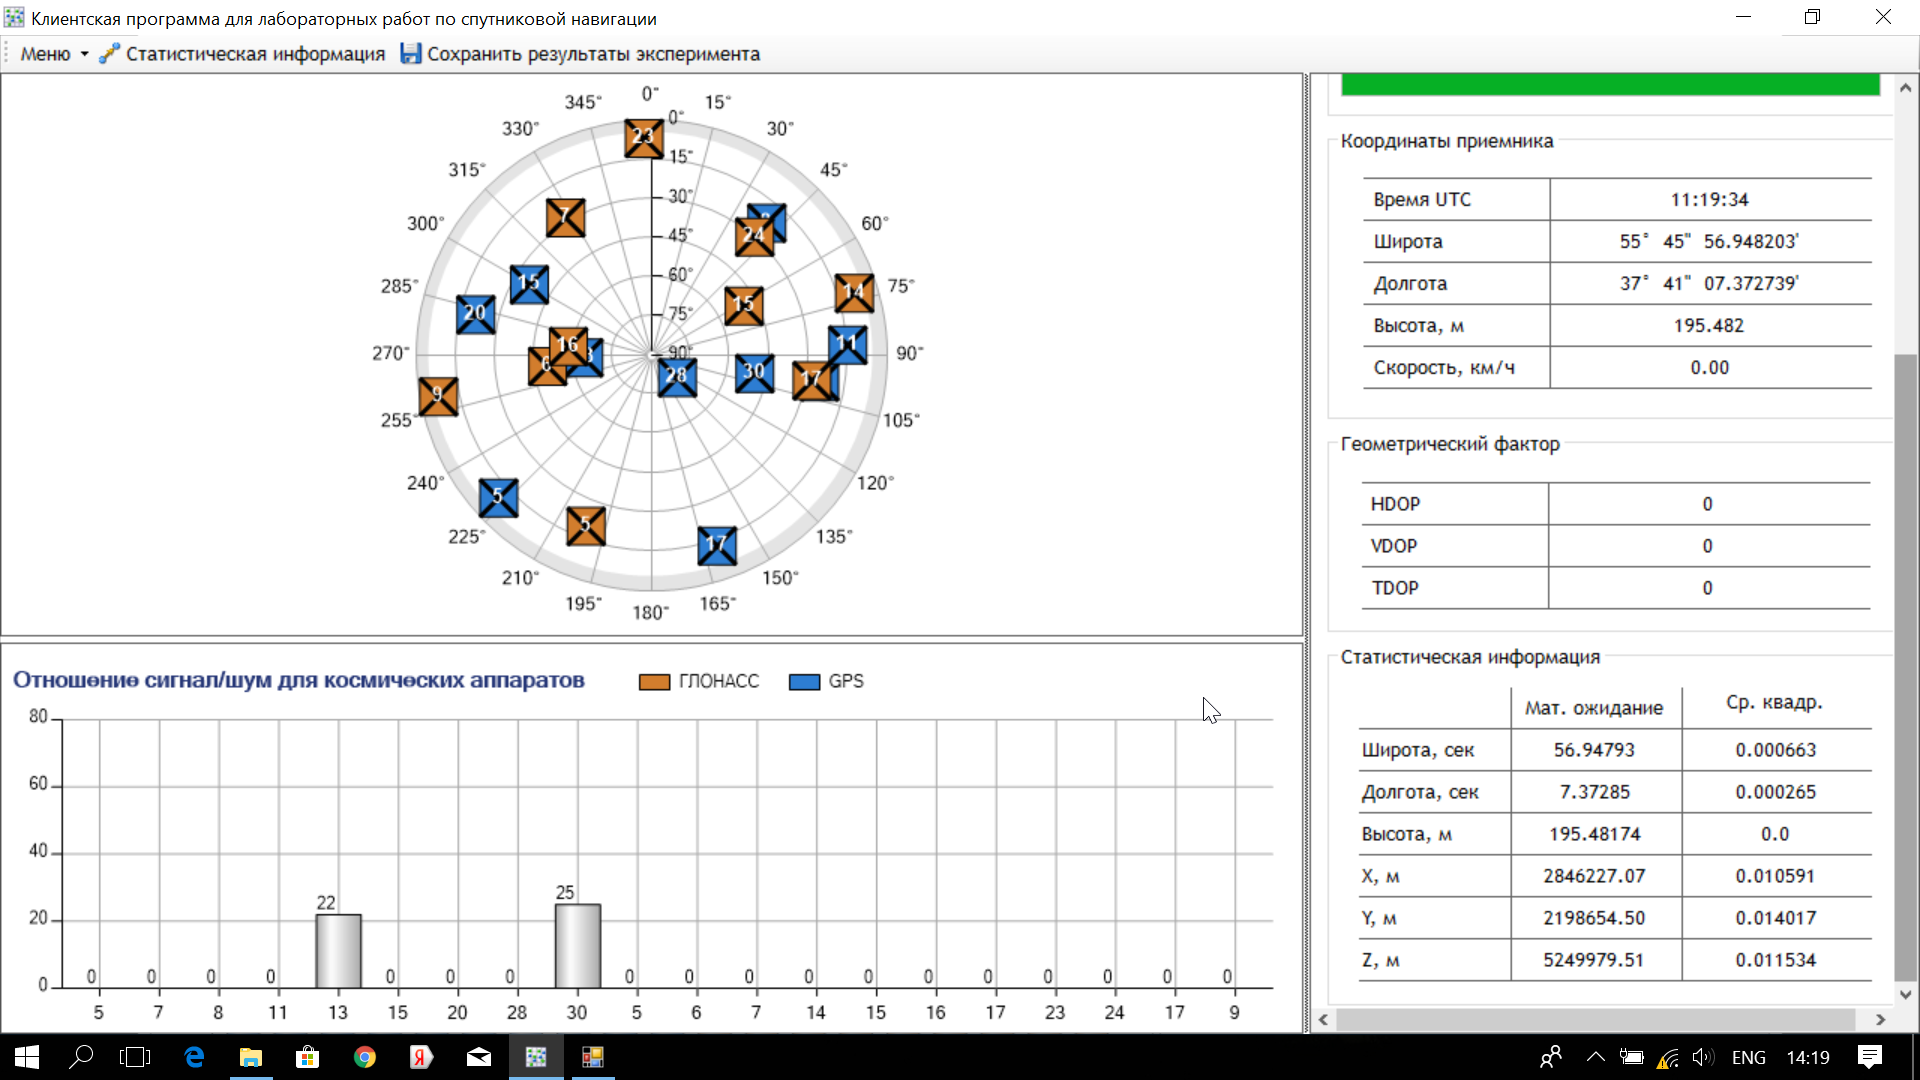 Клиентская программа для лабораторных работ по спутниковой навигации
Меню Статистическая информация Сохранить результаты эксперимента
0° 15° 30° 45° 60° 75° 90° 105° 120° 135° 150° 165° 180° 195° 210° 225° 240° 255° 270° 285° 300° 315° 330° 345°
0°
15°
30°
45°
60°
75°
90°
23
7
24
15
14
15
20
11
16
6
28
30
17
9
5
5
17
Отношение сигнал/шум для космических аппаратов ГЛОНАСС GPS
80
60
40
20
0
0 0 0 0 22 0 0 0 25 0 0 0 0 0 0 0 0 0 0 0
5 7 8 11 13 15 20 28 30 5 6 7 14 15 16 17 23 24 17 9
Координаты приемника
Время UTC 11:19:34
Широта 55° 45" 56.948203'
Долгота 37° 41" 07.372739'
Высота, м 195.482
Скорость, км/ч 0.00
Геометрический фактор
HDOP 0
VDOP 0
TDOP 0
Статистическая информация
Мат. ожидание Ср. квадр.
Широта, сек 56.94793 0.000663
Долгота, сек 7.37285 0.000265
Высота, м 195.48174 0.0
X, м 2846227.07 0.010591
Y, м 2198654.50 0.014017
Z, м 5249979.51 0.011534
ENG 14:19